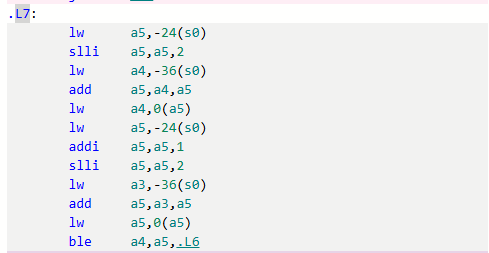 .L7:
lw a5,-24(s0)
slli a5,a5,2
lw a4,-36(s0)
add a5,a4,a5
lw a4,0(a5)
lw a5,-24(s0)
addi a5,a5,1
slli a5,a5,2
lw a3,-36(s0)
add a5,a3,a5
lw a5,0(a5)
ble a4,a5,.L6